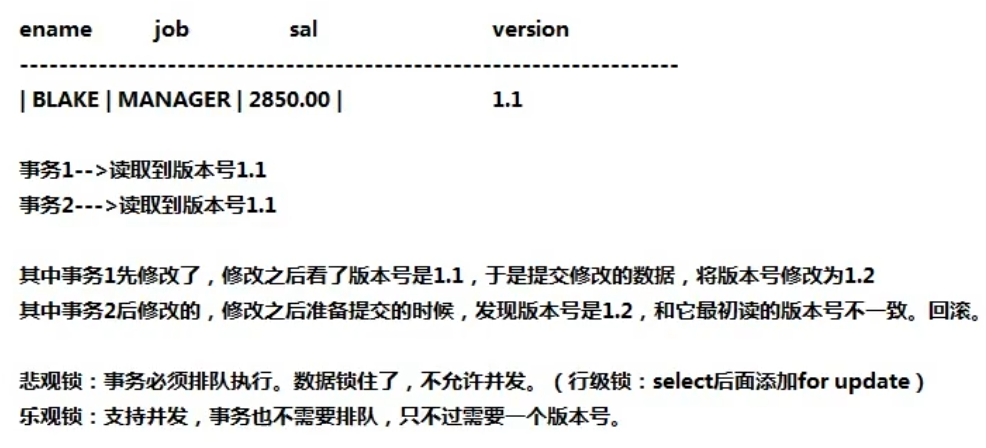 ename job sal version
-------------------------------------------------------------------
| BLAKE | MANAGER | 2850.00 | 1.1
事务1-->读取到版本号1.1
事务2--->读取到版本号1.1
其中事务1先修改了，修改之后看了版本号是1.1，于是提交修改的数据，将版本号修改为1.2
其中事务2后修改的，修改之后准备提交的时候，发现版本号是1.2，和它最初读的版本号不一致。回滚。
悲观锁：事务必须排队执行。数据锁住了，不允许并发。（行级锁：select后面添加for update）
乐观锁：支持并发，事务也不需要排队，只不过需要一个版本号。